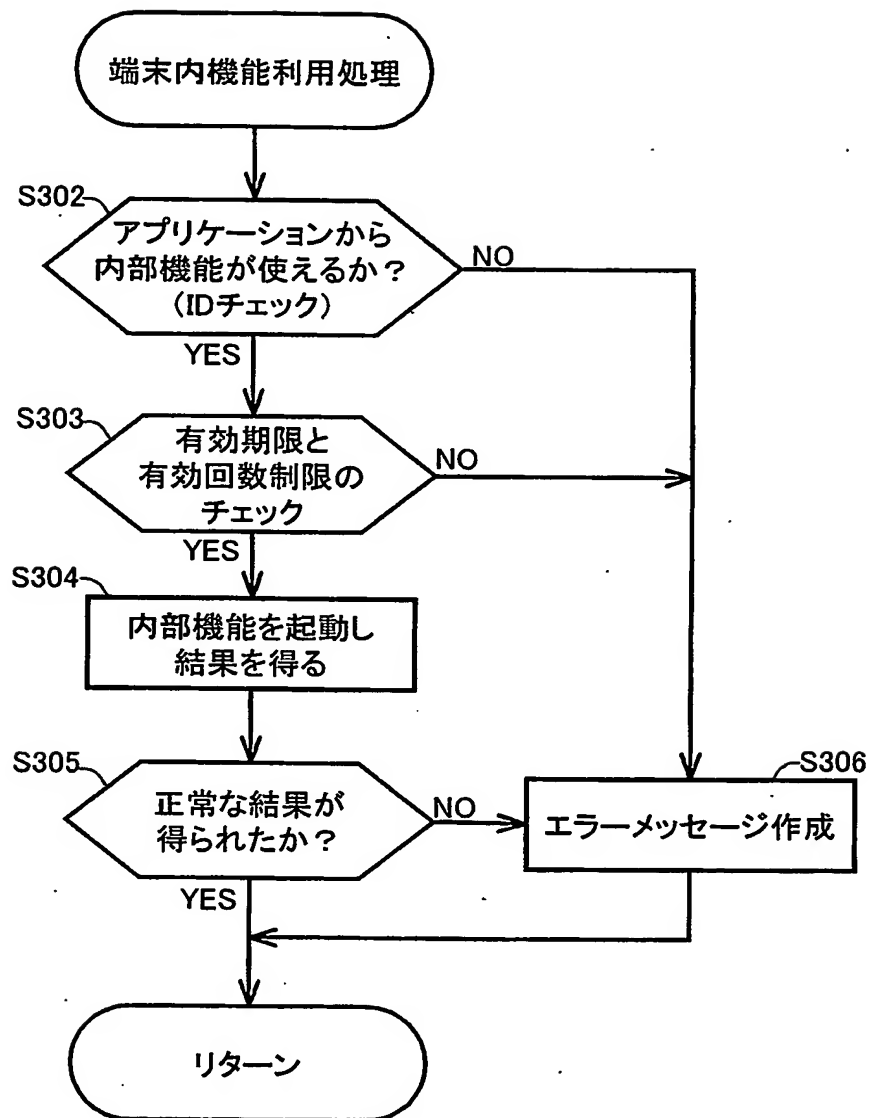 端末内機能利用処理
S302
アプリケーションから
内部機能が使えるか？
（IDチェック）
NO
YES
S303
有効期限と
有効回数制限の
チェック
NO
YES
S304
内部機能を起動し
結果を得る
S305
正常な結果が
得られたか？
NO
YES
S306
エラーメッセージ作成
リターン